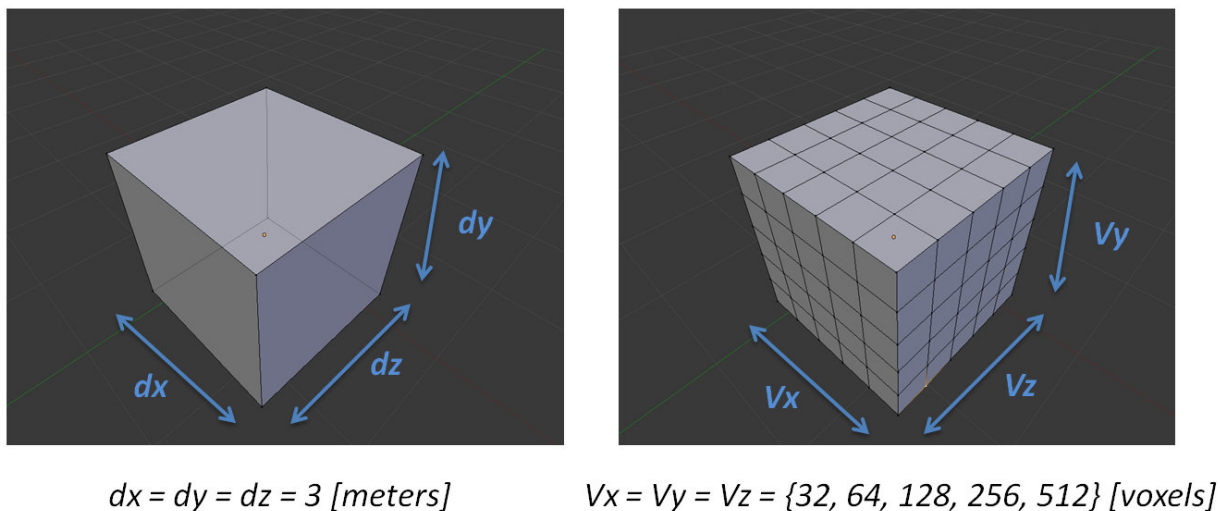 dy
dx
dz
Vy
Vx
Vz
dx = dy = dz = 3 [meters]
Vx = Vy = Vz = {32, 64, 128, 256, 512} [voxels]